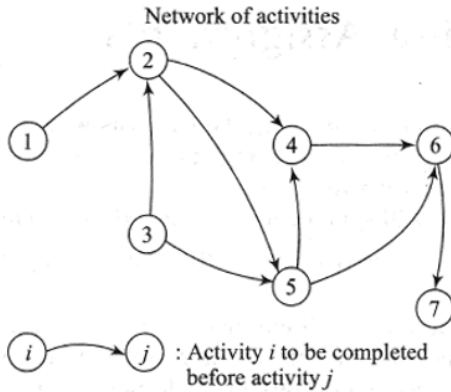 Network of activities
2
1
4
6
3
5
7
i j : Activity i to be completed
before activity j